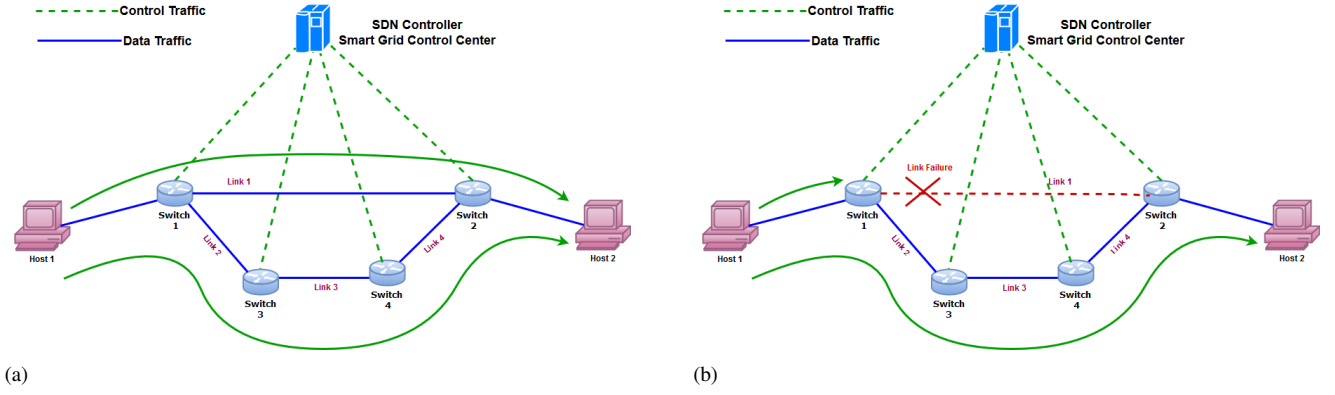 Control Traffic
Data Traffic
SDN Controller
Smart Grid Control Center
Link 1
Switch
1
Switch
2
Host 1
Link 2
Link 4
Host 2
Link 3
Switch
3
Switch
4
(a)
Control Traffic
Data Traffic
SDN Controller
Smart Grid Control Center
Link Failure
Link 1
Switch
1
Switch
2
Host 1
Link 2
Link 4
Host 2
Link 3
Switch
3
Switch
4
(b)